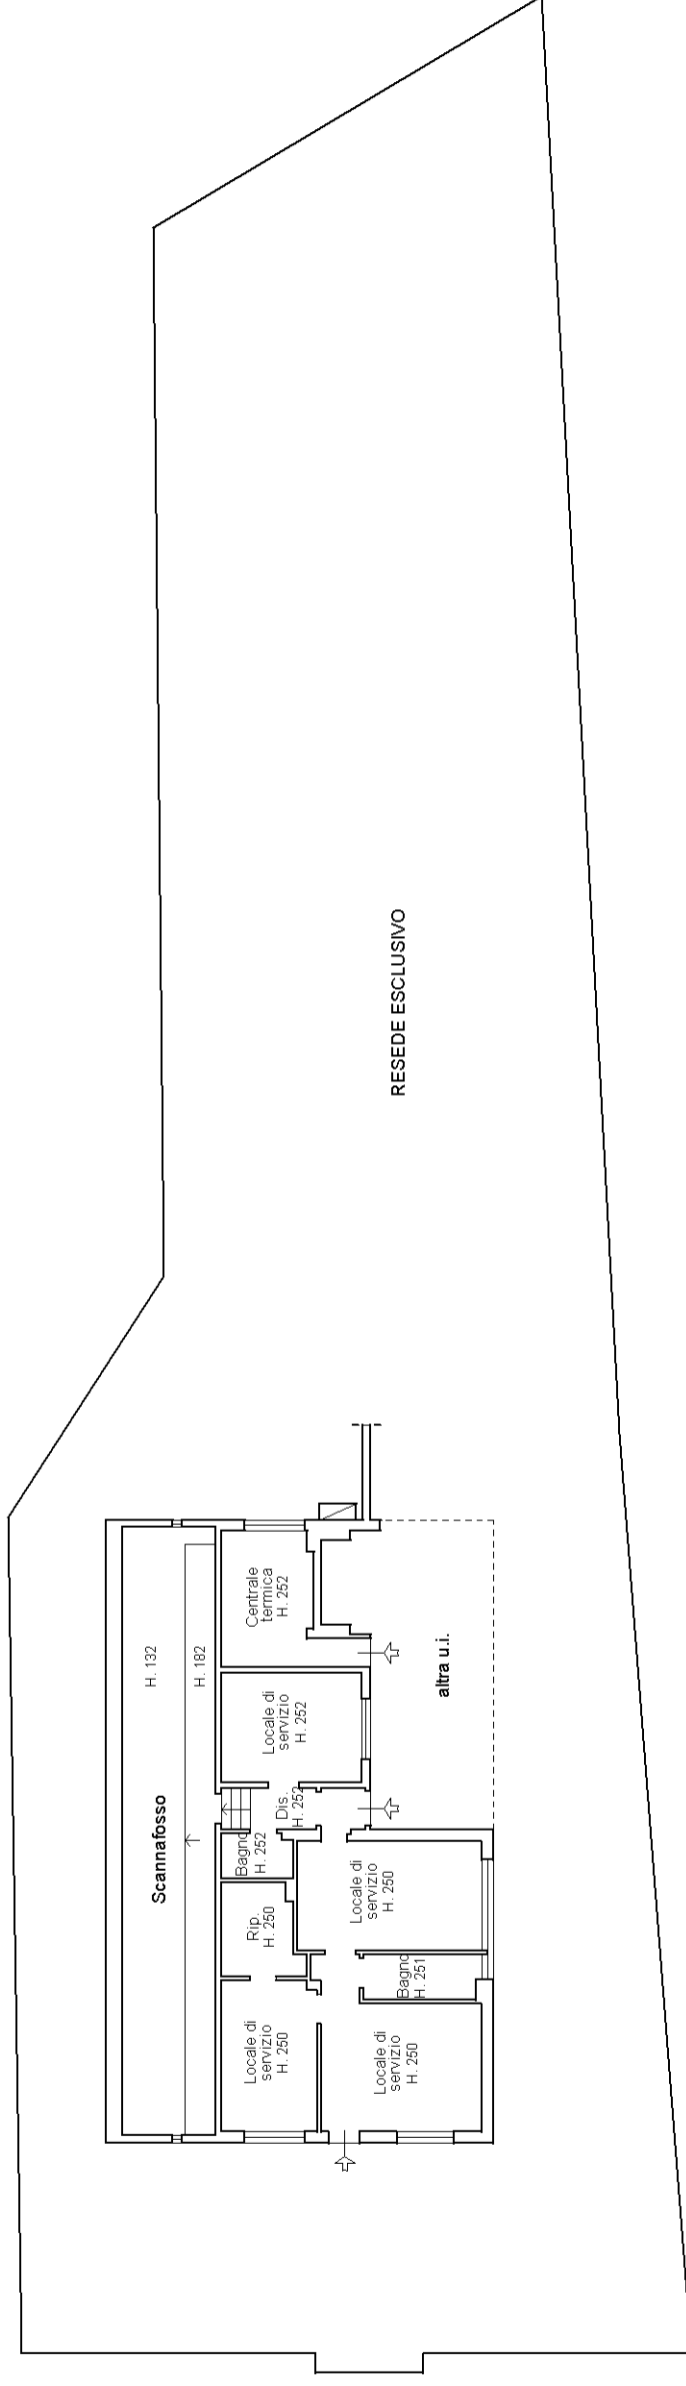 RESEDE ESCLUSIVO
Scannafosso
H. 132
H. 182
Centrale
termica
H. 252
Locale di
servizio
H. 252
Dis.
H. 252
Bagno
H. 252
Rip.
H. 250
Locale di
servizio
H. 250
altra u.i.
Locale di
servizio
H. 250
Bagno
H. 251
Locale di
servizio
H. 250